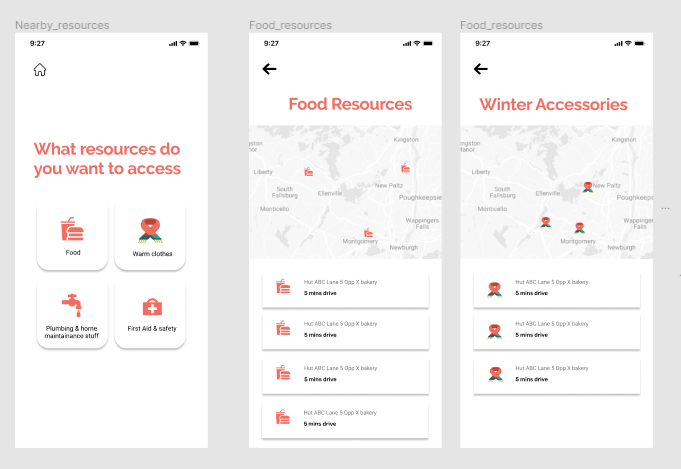 Nearby_resources
9:27
What resources do
you want to access
Food
Warm clothes
Plumbing & home
maintainance stuff
First Aid & safety
Food_resources
9:27
Food Resources
Kingston
Liberty
South
Fallsburg
Ellenville
New Paltz
Poughkeepsie
Monticello
Wappingers
Falls
Montgomery
Newburgh
Hut ABC Lane 5 Opp X bakery
5 mins drive
Hut ABC Lane 5 Opp X bakery
5 mins drive
Hut ABC Lane 5 Opp X bakery
5 mins drive
Hut ABC Lane 5 Opp X bakery
5 mins drive
Food_resources
9:27
Winter Accessories
Kingston
Liberty
South
Fallsburg
Ellenville
New Paltz
Poughkeep
Monticello
Wappinger
Falls
Montgomery
Newburgh
Hut ABC Lane 5 Opp X bakery
5 mins drive
Hut ABC Lane 5 Opp X bakery
5 mins drive
Hut ABC Lane 5 Opp X bakery
5 mins drive